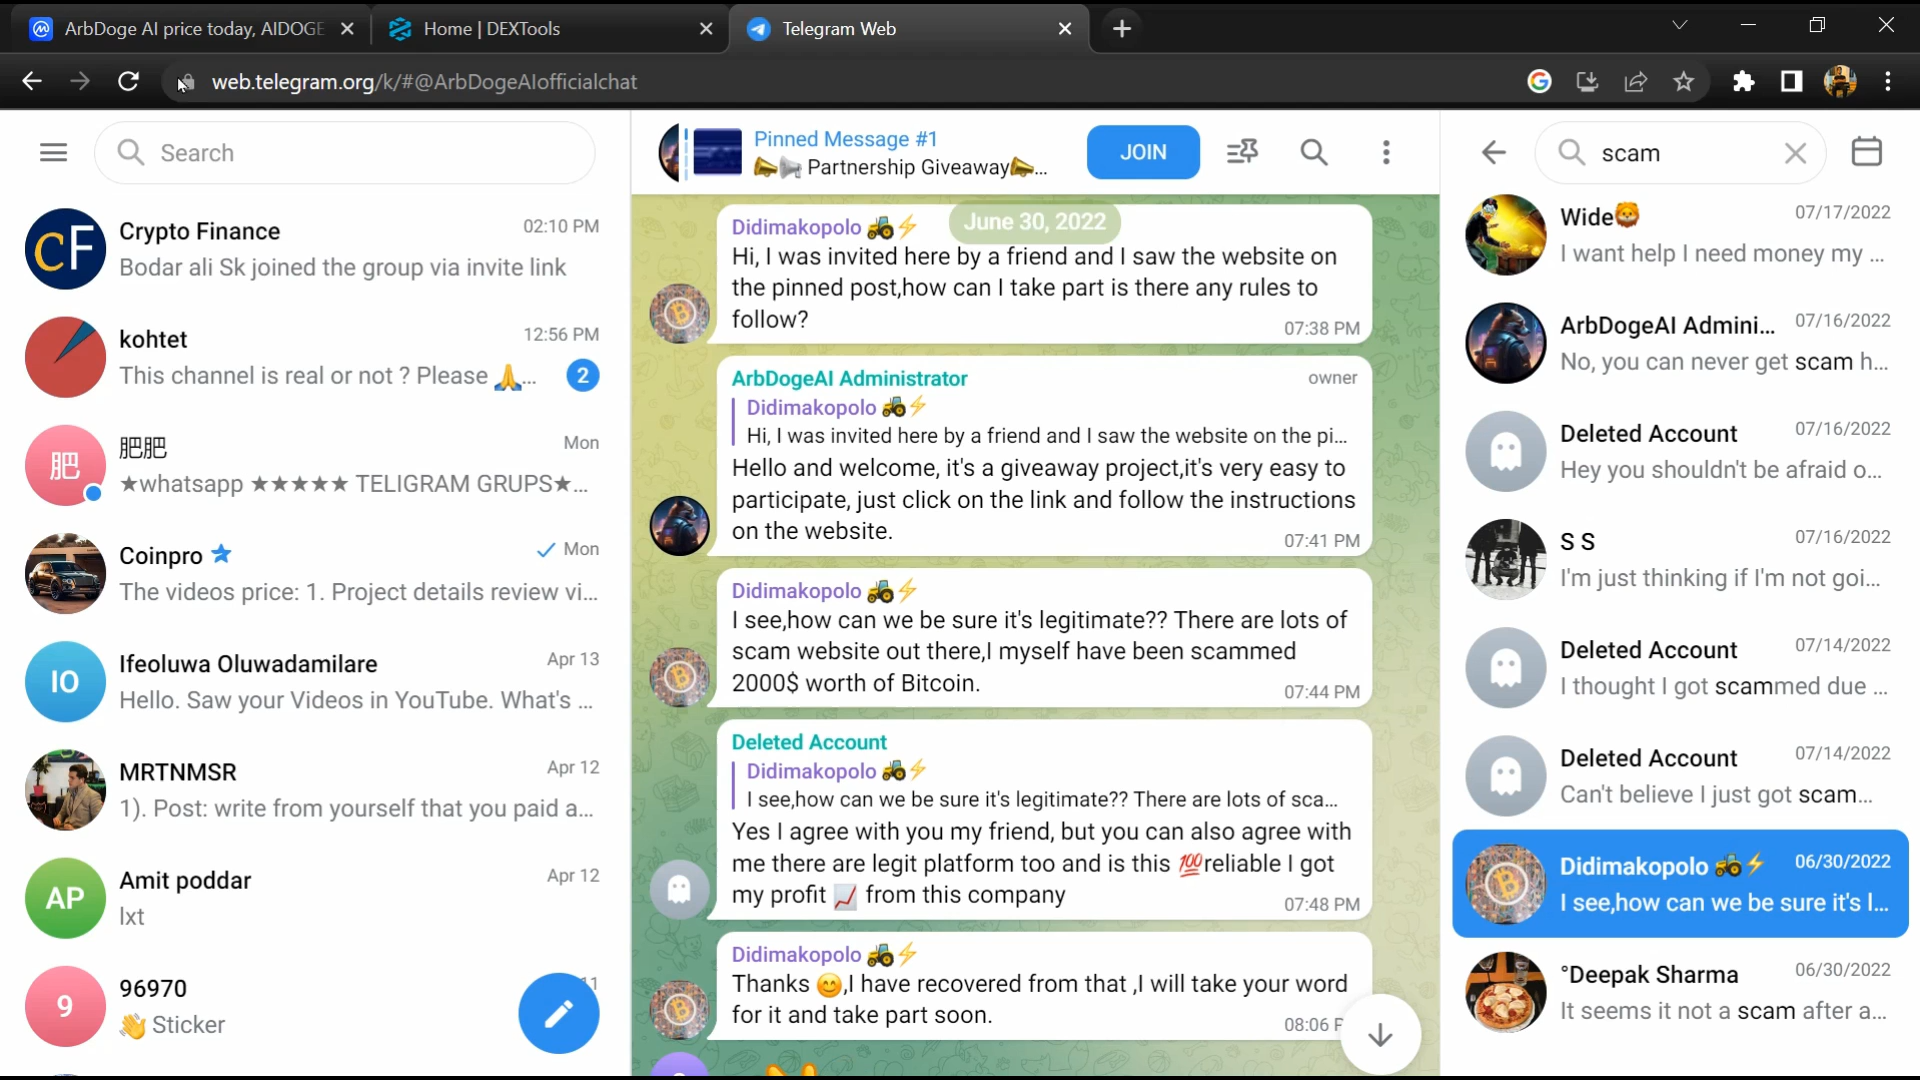 ArbDoge AI price today, AIDOGE
Home | DEXTools
Telegram Web
web.telegram.org/k/#@ArbDogeAIofficialchat
Search
Crypto Finance 02:10 PM
Bodar ali Sk joined the group via invite link
kohtet 12:56 PM
This channel is real or not ? Please 🙏... 2
肥
肥肥 Mon
★whatsapp ★★★★★ TELIGRAM GRUPS★...
Coinpro Mon
The videos price: 1. Project details review vi...
IO
Ifeoluwa Oluwadamilare Apr 13
Hello. Saw your Videos in YouTube. What's ...
MRTNMSR Apr 12
1). Post: write from yourself that you paid a...
AP
Amit poddar Apr 12
lxt
9
96970 11
👋 Sticker
Pinned Message #1
📣📢 Partnership Giveaway📣...
JOIN
June 30, 2022
Didimakopolo 🚜⚡
Hi, I was invited here by a friend and I saw the website on
the pinned post,how can I take part is there any rules to
follow? 07:38 PM
ArbDogeAI Administrator owner
Didimakopolo 🚜⚡
Hi, I was invited here by a friend and I saw the website on the pi...
Hello and welcome, it's a giveaway project,it's very easy to
participate, just click on the link and follow the instructions
on the website. 07:41 PM
Didimakopolo 🚜⚡
I see,how can we be sure it's legitimate?? There are lots of
scam website out there,I myself have been scammed
2000$ worth of Bitcoin. 07:44 PM
Deleted Account
Didimakopolo 🚜⚡
I see,how can we be sure it's legitimate?? There are lots of sca...
Yes I agree with you my friend, but you can also agree with
me there are legit platform too and is this 💯reliable I got
my profit 📈 from this company 07:48 PM
Didimakopolo 🚜⚡
Thanks 😊,I have recovered from that ,I will take your word
for it and take part soon. 08:06 P
scam
Wide🦁 07/17/2022
I want help I need money my ...
ArbDogeAI Admini... 07/16/2022
No, you can never get scam h...
Deleted Account 07/16/2022
Hey you shouldn't be afraid o...
S S 07/16/2022
I'm just thinking if I'm not goi...
Deleted Account 07/14/2022
I thought I got scammed due ...
Deleted Account 07/14/2022
Can't believe I just got scam...
Didimakopolo 🚜⚡ 06/30/2022
I see,how can we be sure it's l...
°Deepak Sharma 06/30/2022
It seems it not a scam after a...